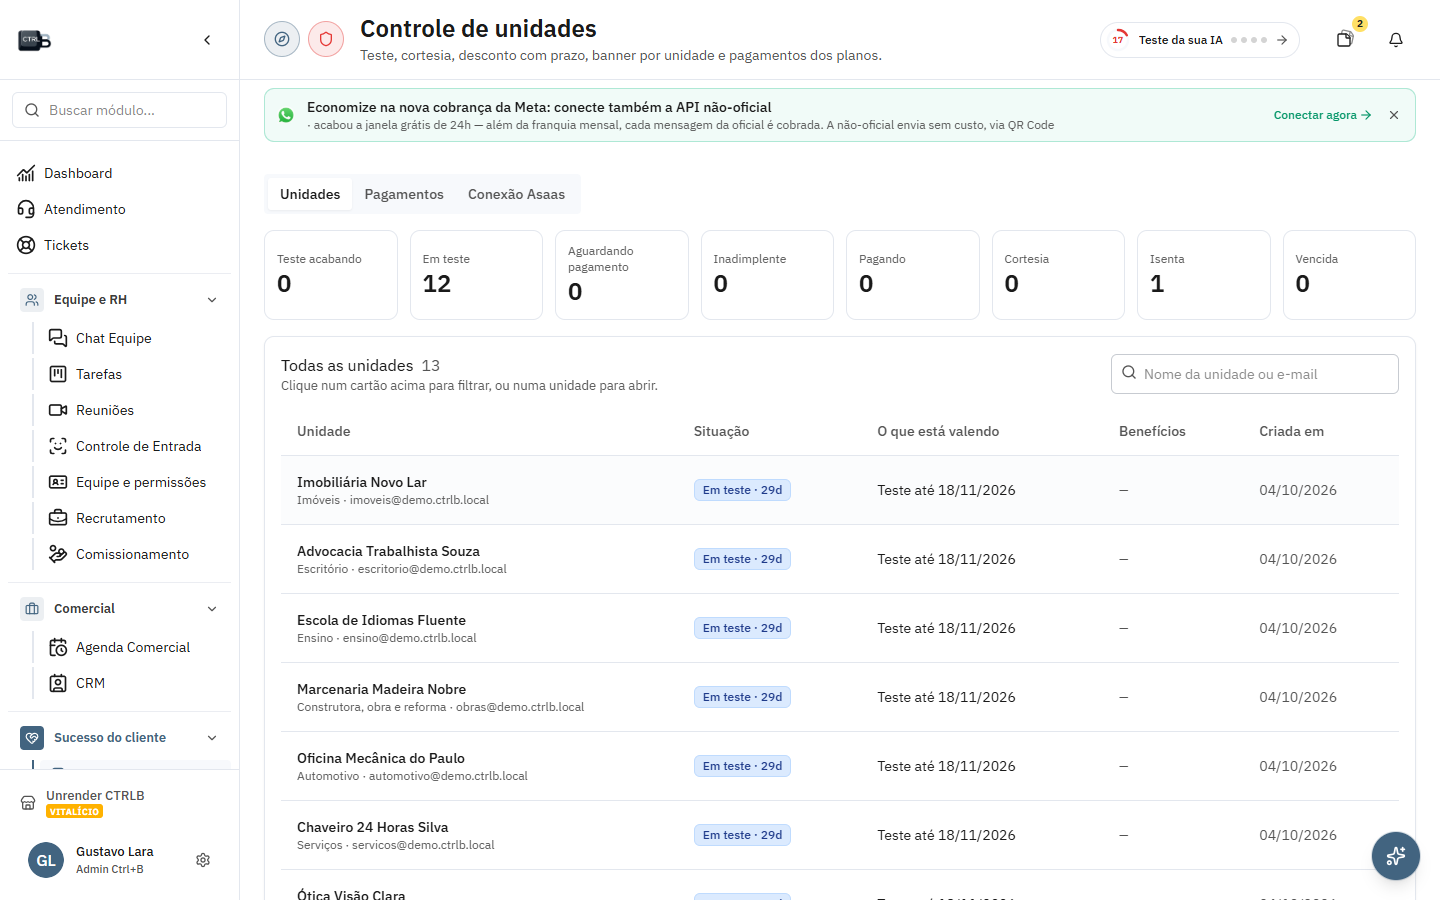 CTRL B
Controle de unidades
Teste, cortesia, desconto com prazo, banner por unidade e pagamentos dos planos.
17 Teste da sua IA
2
Buscar módulo...
Dashboard
Atendimento
Tickets
Equipe e RH
Chat Equipe
Tarefas
Reuniões
Controle de Entrada
Equipe e permissões
Recrutamento
Comissionamento
Comercial
Agenda Comercial
CRM
Sucesso do cliente
Unrender CTRLB
VITALÍCIO
GL
Gustavo Lara
Admin Ctrl+B
Economize na nova cobrança da Meta: conecte também a API não-oficial
· acabou a janela grátis de 24h — além da franquia mensal, cada mensagem da oficial é cobrada. A não-oficial envia sem custo, via QR Code
Conectar agora
Unidades Pagamentos Conexão Asaas
Teste acabando
0
Em teste
12
Aguardando
pagamento
0
Inadimplente
0
Pagando
0
Cortesia
0
Isenta
1
Vencida
0
Todas as unidades 13
Clique num cartão acima para filtrar, ou numa unidade para abrir.
Nome da unidade ou e-mail
Unidade Situação O que está valendo Benefícios Criada em
Imobiliária Novo Lar
Imóveis · imoveis@demo.ctrlb.local
Em teste · 29d Teste até 18/11/2026 — 04/10/2026
Advocacia Trabalhista Souza
Escritório · escritorio@demo.ctrlb.local
Em teste · 29d Teste até 18/11/2026 — 04/10/2026
Escola de Idiomas Fluente
Ensino · ensino@demo.ctrlb.local
Em teste · 29d Teste até 18/11/2026 — 04/10/2026
Marcenaria Madeira Nobre
Construtora, obra e reforma · obras@demo.ctrlb.local
Em teste · 29d Teste até 18/11/2026 — 04/10/2026
Oficina Mecânica do Paulo
Automotivo · automotivo@demo.ctrlb.local
Em teste · 29d Teste até 18/11/2026 — 04/10/2026
Chaveiro 24 Horas Silva
Serviços · servicos@demo.ctrlb.local
Em teste · 29d Teste até 18/11/2026 — 04/10/2026
Ótica Visão Clara